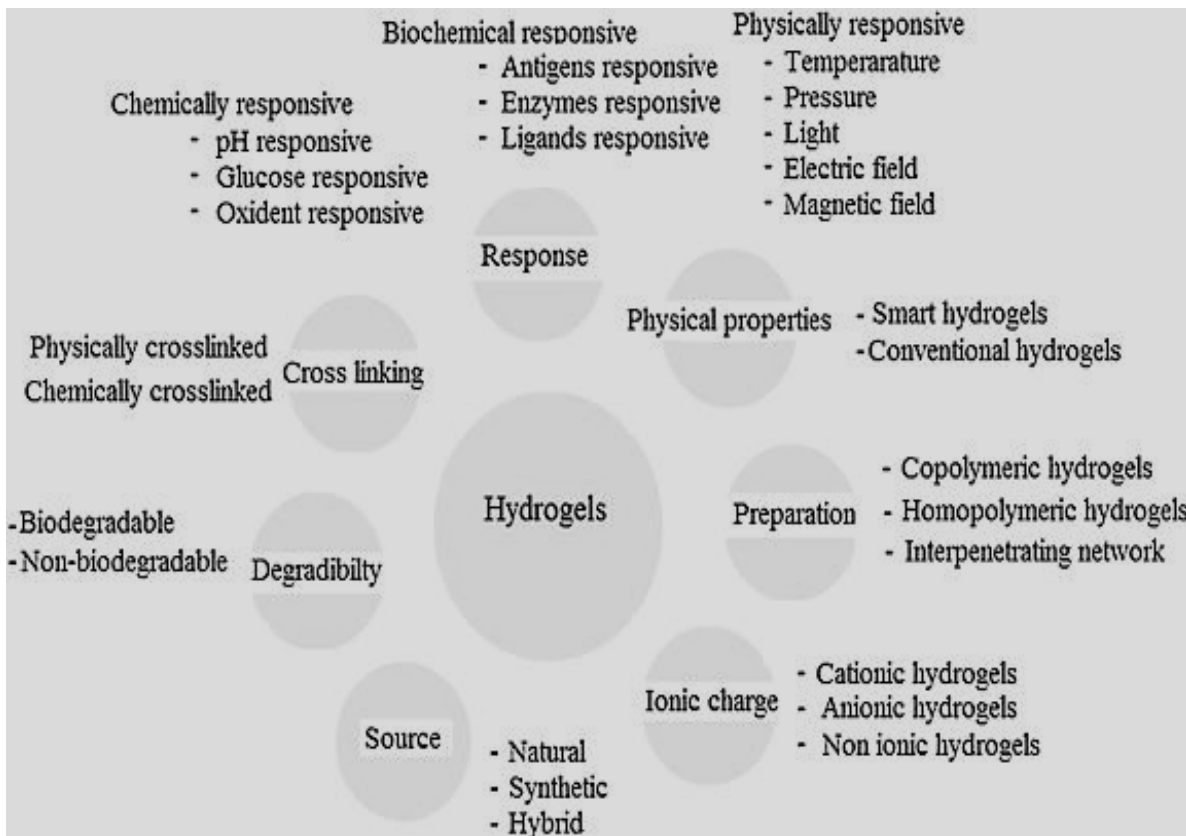 Biochemical responsive
- Antigens responsive
- Enzymes responsive
- Ligands responsive
Physically responsive
- Temperarature
- Pressure
- Light
- Electric field
- Magnetic field
Chemically responsive
- pH responsive
- Glucose responsive
- Oxident responsive
Response
Physical properties
- Smart hydrogels
-Conventional hydrogels
Physically crosslinked
Chemically crosslinked
Cross linking
Hydrogels
Preparation
- Copolymeric hydrogels
- Homopolymeric hydrogels
- Interpenetrating network
-Biodegradable
-Non-biodegradable
Degradibilty
Ionic charge
- Cationic hydrogels
- Anionic hydrogels
- Non ionic hydrogels
Source
- Natural
- Synthetic
- Hybrid